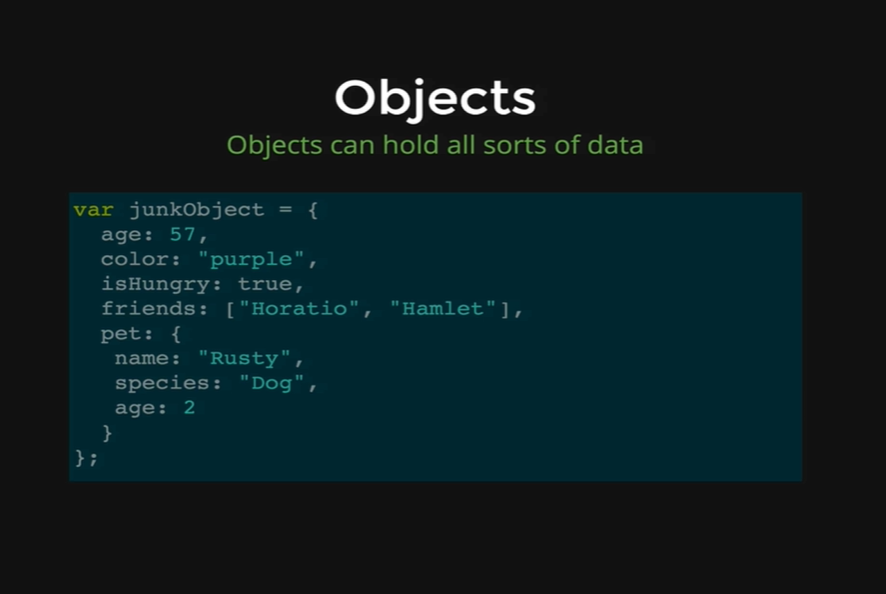 Objects
Objects can hold all sorts of data
var junkObject = {
  age: 57,
  color: "purple",
  isHungry: true,
  friends: ["Horatio", "Hamlet"],
  pet: {
   name: "Rusty",
   species: "Dog",
   age: 2
  }
};